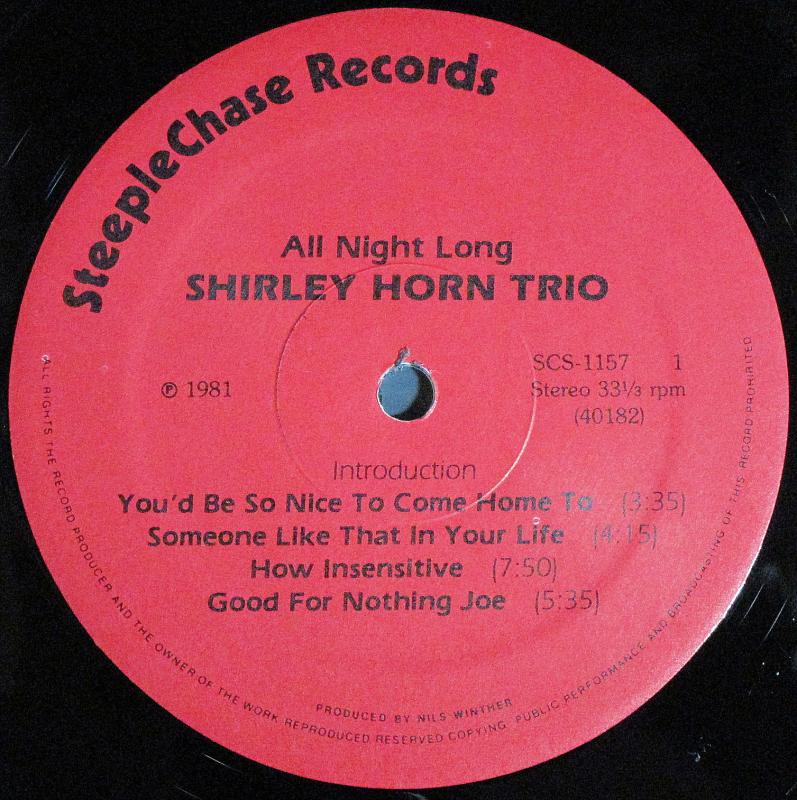 SteepleChase Records
All Night Long
SHIRLEY HORN TRIO
℗ 1981
SCS-1157 1
Stereo 33⅓ rpm
(40182)
Introduction
You'd Be So Nice To Come Home To (3:35)
Someone Like That In Your Life (4:15)
How Insensitive (7:50)
Good For Nothing Joe (5:35)
PRODUCED BY NILS WINTHER
ALL RIGHTS THE RECORD PRODUCER AND THE OWNER OF THE WORK REPRODUCED RESERVED COPYING, PUBLIC PERFORMANCE AND BROADCASTING OF THIS RECORD PROHIBITED